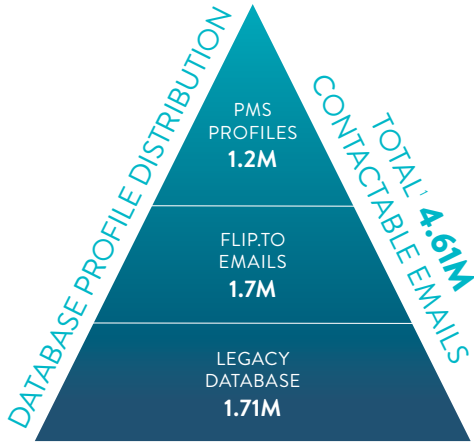 DATABASE PROFILE DISTRIBUTION
PMS
PROFILES
1.2M
FLIP.TO
EMAILS
1.7M
LEGACY
DATABASE
1.71M
TOTAL¹ 4.61M
CONTACTABLE EMAILS